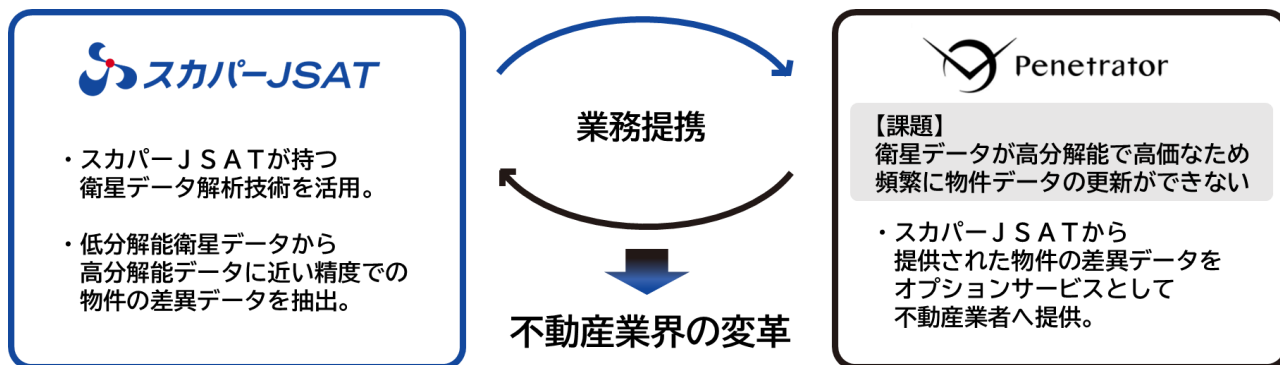 スカパーJSAT
・スカパーＪＳＡＴが持つ
衛星データ解析技術を活用。
・低分解能衛星データから
高分解能データに近い精度での
物件の差異データを抽出。
業務提携
不動産業界の変革
Penetrator
【課題】
衛星データが高分解能で高価なため
頻繁に物件データの更新ができない
・スカパーＪＳＡＴから
提供された物件の差異データを
オプションサービスとして
不動産業者へ提供。